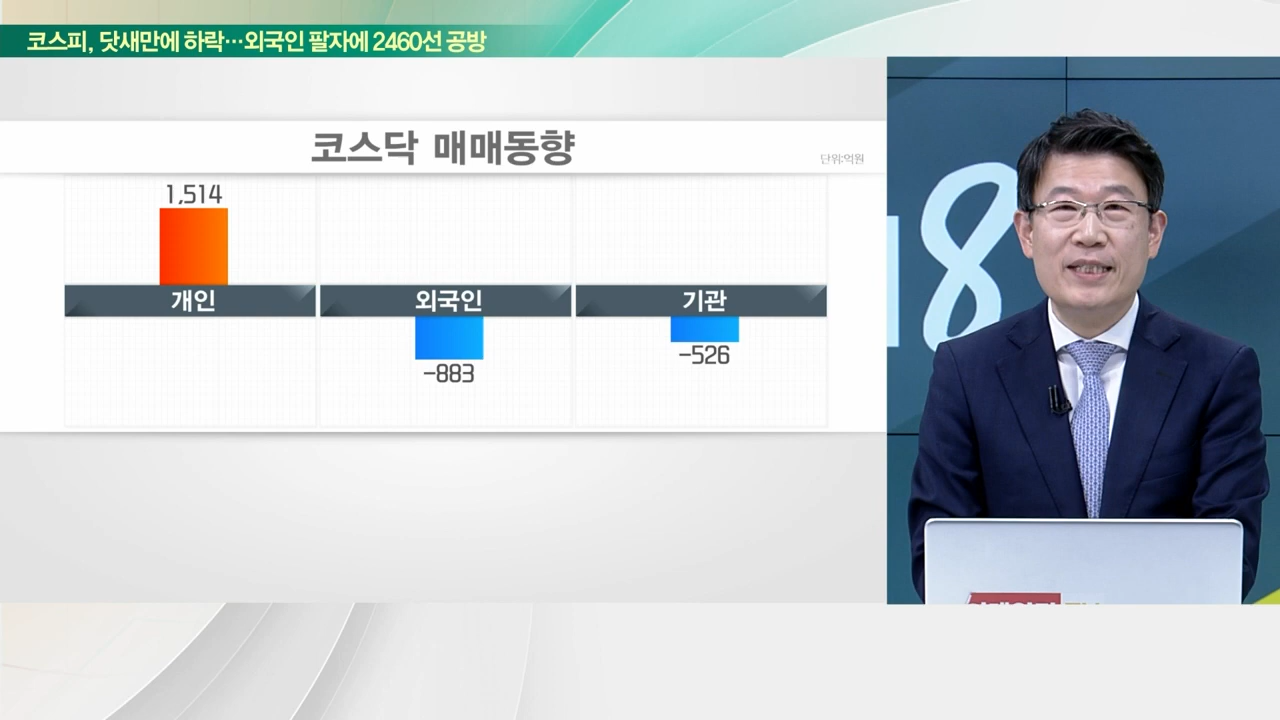 코스피, 닷새만에 하락…외국인 팔자에 2460선 공방
코스닥 매매동향
단위:억원
1,514
개인
외국인
기관
-883
-526
8